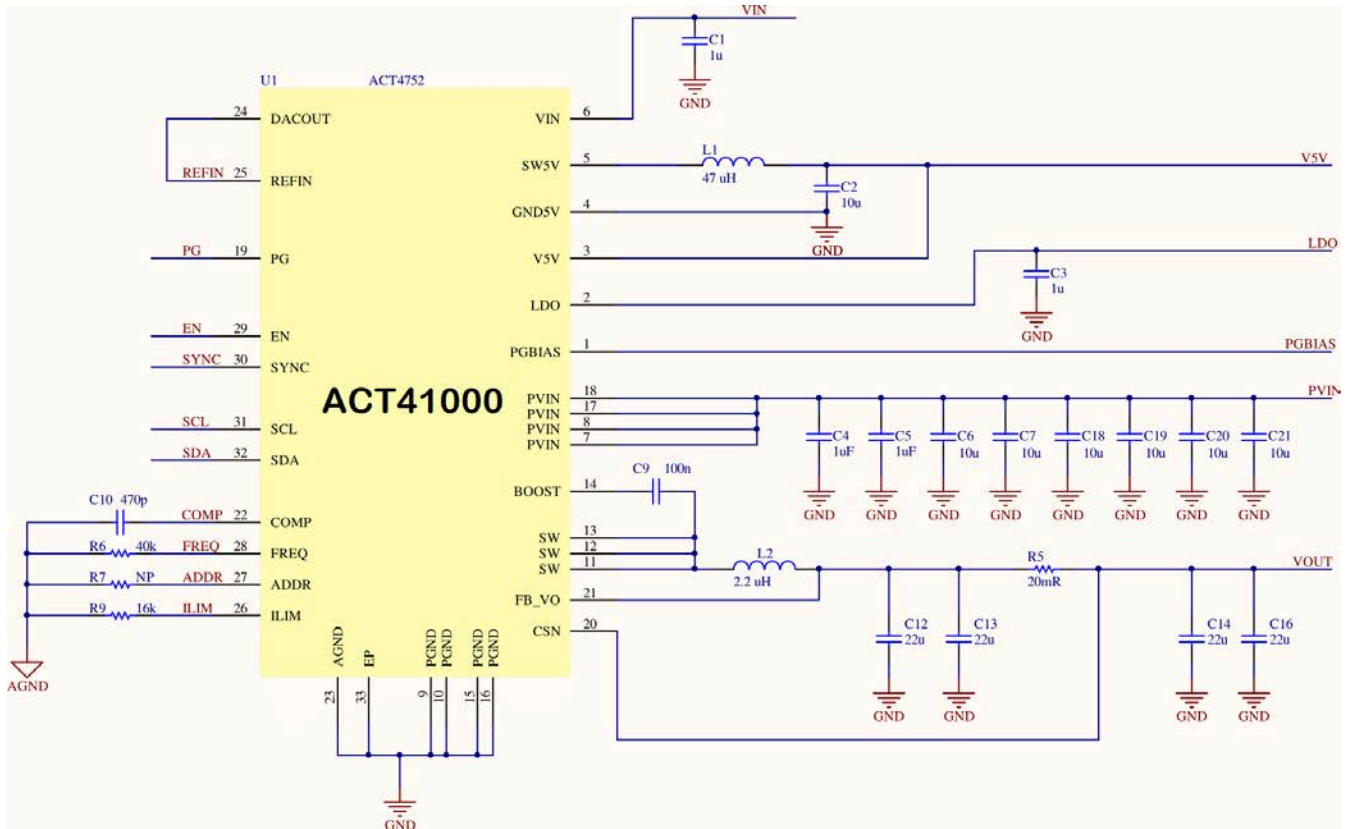 VIN
C1
1u
GND
U1 ACT4752
24 DACOUT
VIN 6
SW5V 5
L1
47 uH
V5V
REFIN 25 REFIN
C2
10u
GND5V 4
GND
PG 19 PG
V5V 3
LDO
C3
1u
LDO 2
GND
EN 29 EN
SYNC 30 SYNC
PGBIAS 1
PGBIAS
ACT41000
PVIN 18
PVIN 17
PVIN 8
PVIN 7
PVIN
C4
1uF
C5
1uF
C6
10u
C7
10u
C18
10u
C19
10u
C20
10u
C21
10u
GND GND GND GND GND GND GND GND
SCL 31 SCL
SDA 32 SDA
C9 100n
BOOST 14
C10 470p
COMP 22 COMP
R6 40k FREQ 28 FREQ
R7 NP ADDR 27 ADDR
R9 16k ILIM 26 ILIM
AGND
SW 13
SW 12
SW 11
L2
2.2 uH
R5
20mR
VOUT
FB_VO 21
CSN 20
C12
22u
C13
22u
C14
22u
C16
22u
GND GND GND GND
AGND EP PGND PGND PGND PGND
23 33 9 10 15 16
GND